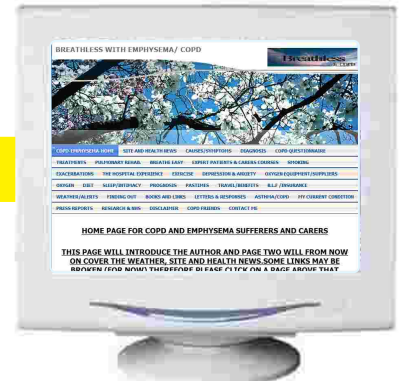 BREATHLESS WITH EMPHYSEMA/ COPD
Breathless
COPD EMPHYSEMA HOME SITE AND HEALTH NEWS CAUSES/SYMPTOMS DIAGNOSIS COPD QUESTIONNAIRE
TREATMENTS PULMONARY REHAB. BREATHE EASY EXPERT PATIENTS & CARERS COURSES SMOKING
EXACERBATIONS THE HOSPITAL EXPERIENCE EXERCISE DEPRESSION & ANXIETY OXYGEN EQUIPMENT/SUPPLIERS
OXYGEN DIET SLEEP/INTIMACY PROGNOSIS PASTIMES TRAVEL/BENEFITS /INSURANCE
WEATHER/ALERTS FINDING OUT BOOKS AND LINKS LETTERS & RESPONSES ASTHMA/COPD MY CURRENT CONDITION
PRESS REPORTS RESEARCH & DISCLAIMER COPD FRIENDS CONTACT ME
HOME PAGE FOR COPD AND EMPHYSEMA SUFFERERS AND CARERS
THIS PAGE WILL INTRODUCE THE AUTHOR AND PAGE TWO WILL FROM NOW
ON COVER THE WEATHER, SITE AND HEALTH NEWS.SOME LINKS MAY BE
BROKEN (FOR NOW) THEREFORE PLEASE CLICK ON A PAGE ABOVE THAT